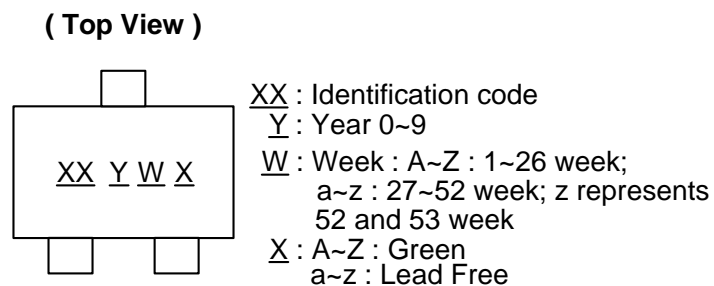 ( Top View )
XX Y W X
XX : Identification code
Y : Year 0~9
W : Week : A~Z : 1~26 week;
a~z : 27~52 week; z represents
52 and 53 week
X : A~Z : Green
a~z : Lead Free